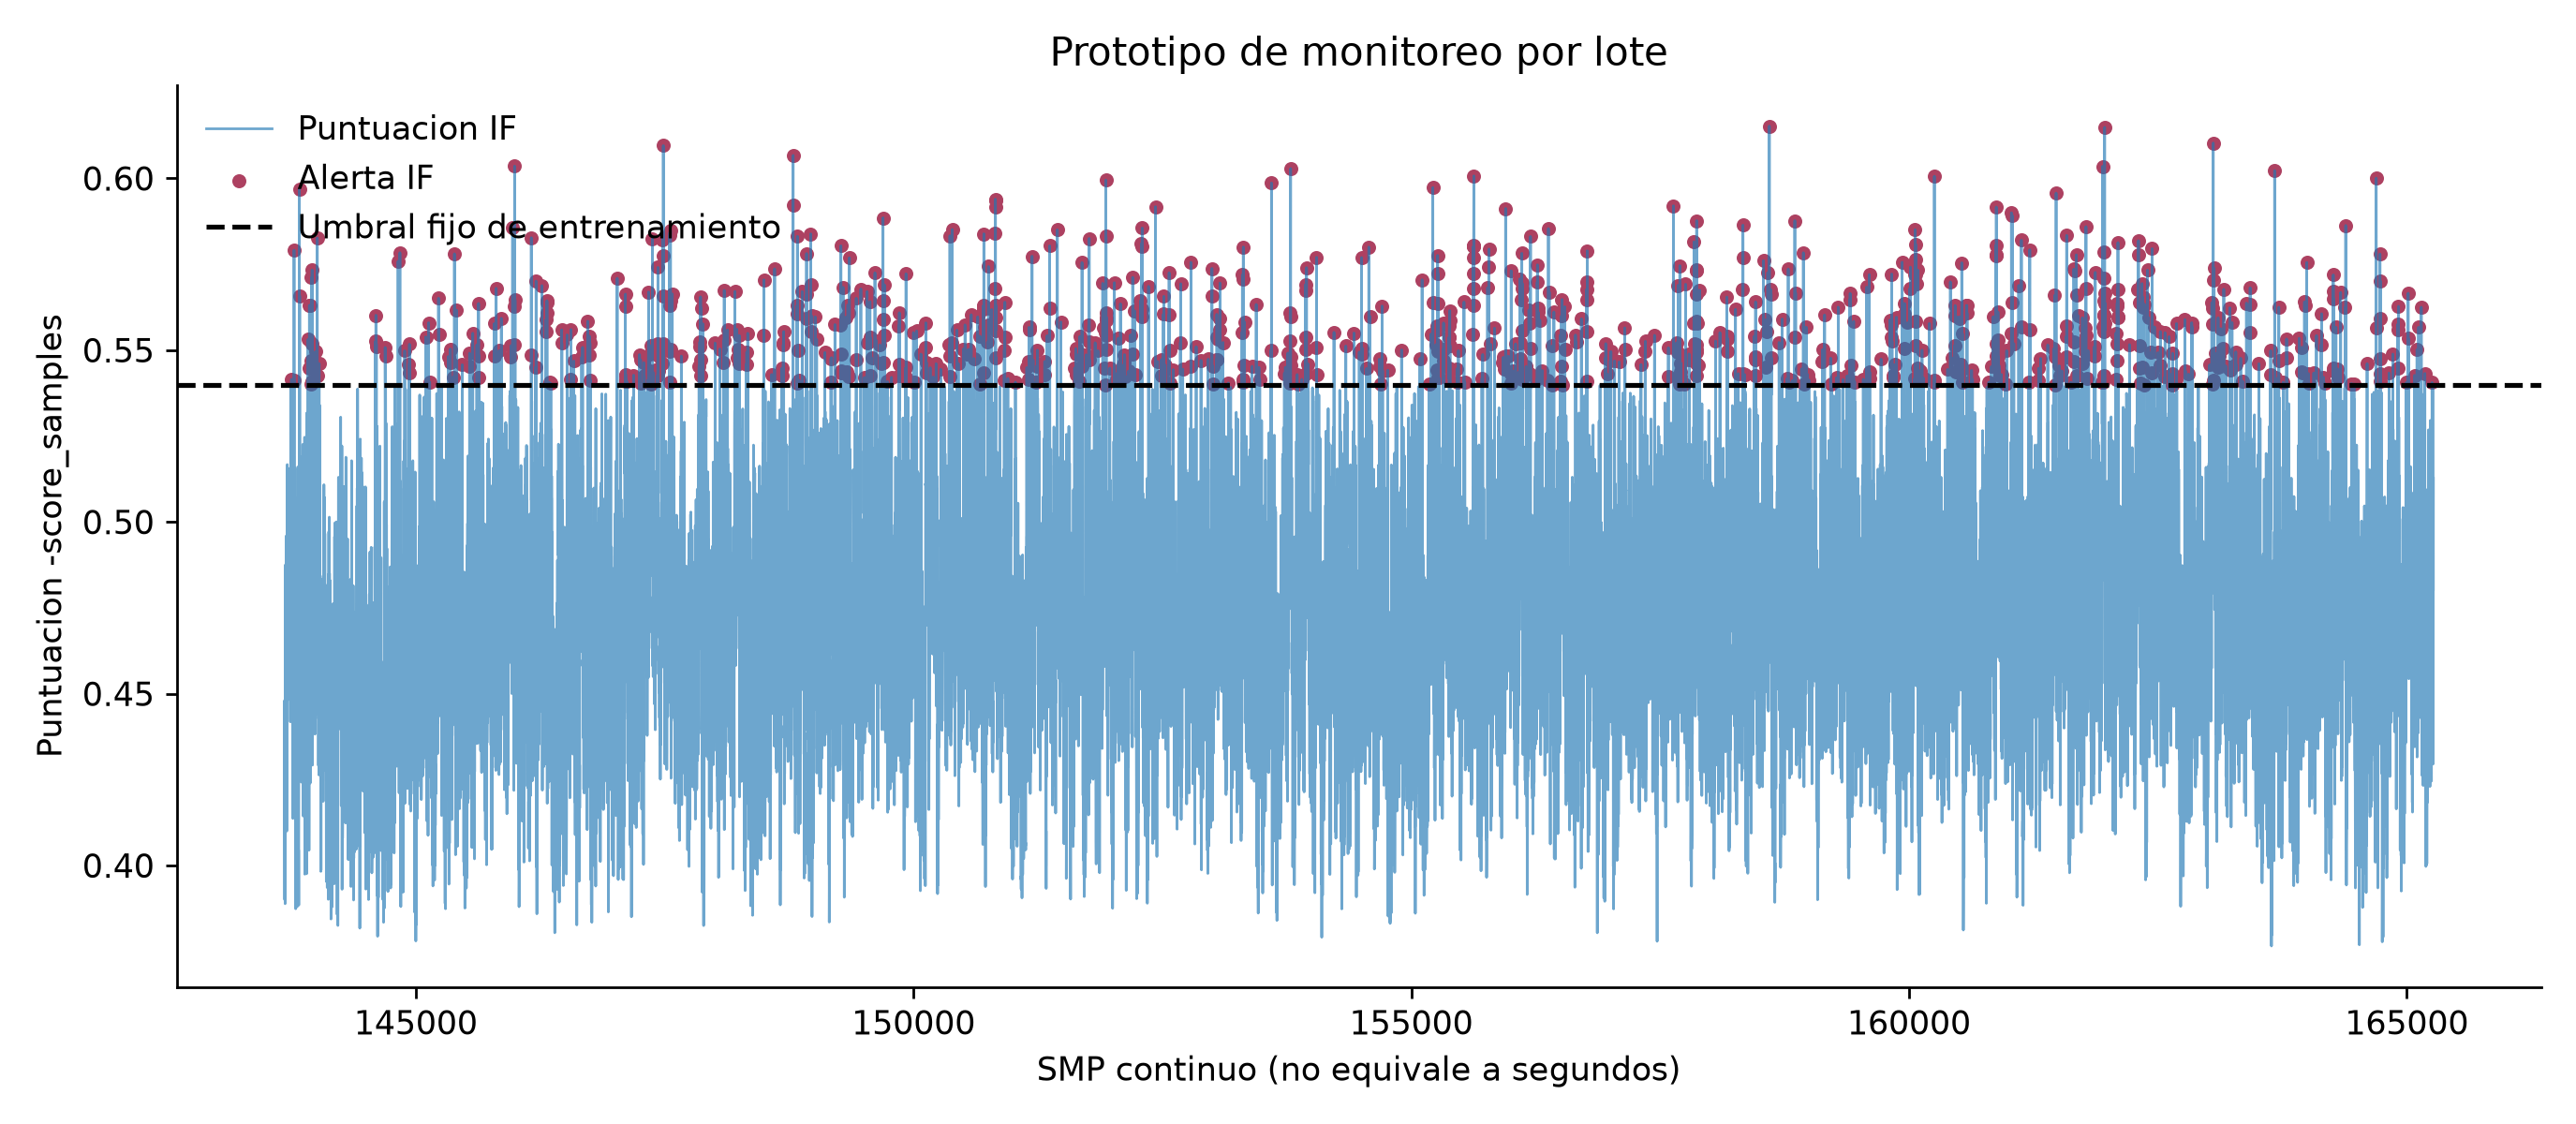 Prototipo de monitoreo por lote
Puntuacion IF
Alerta IF
Umbral fijo de entrenamiento
Puntuacion -score_samples
0.60
0.55
0.50
0.45
0.40
145000
150000
155000
160000
165000
SMP continuo (no equivale a segundos)